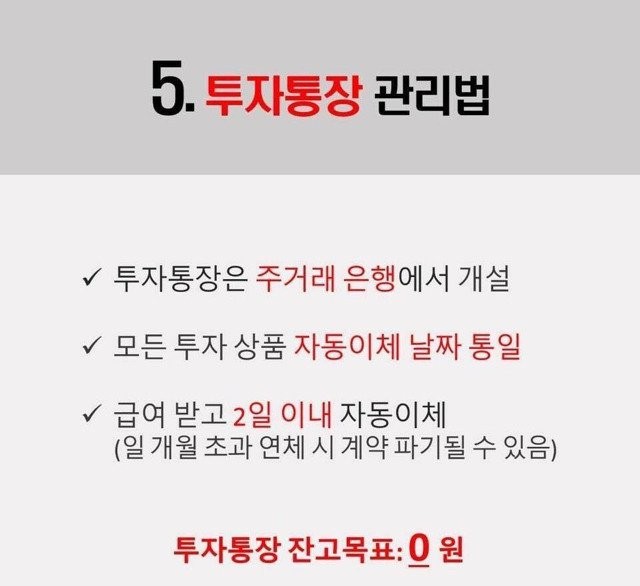 5. 투자통장 관리법
✓ 투자통장은 주거래 은행에서 개설
✓ 모든 투자 상품 자동이체 날짜 통일
✓ 급여 받고 2일 이내 자동이체
(일 개월 초과 연체 시 계약 파기될 수 있음)
투자통장 잔고목표: 0 원